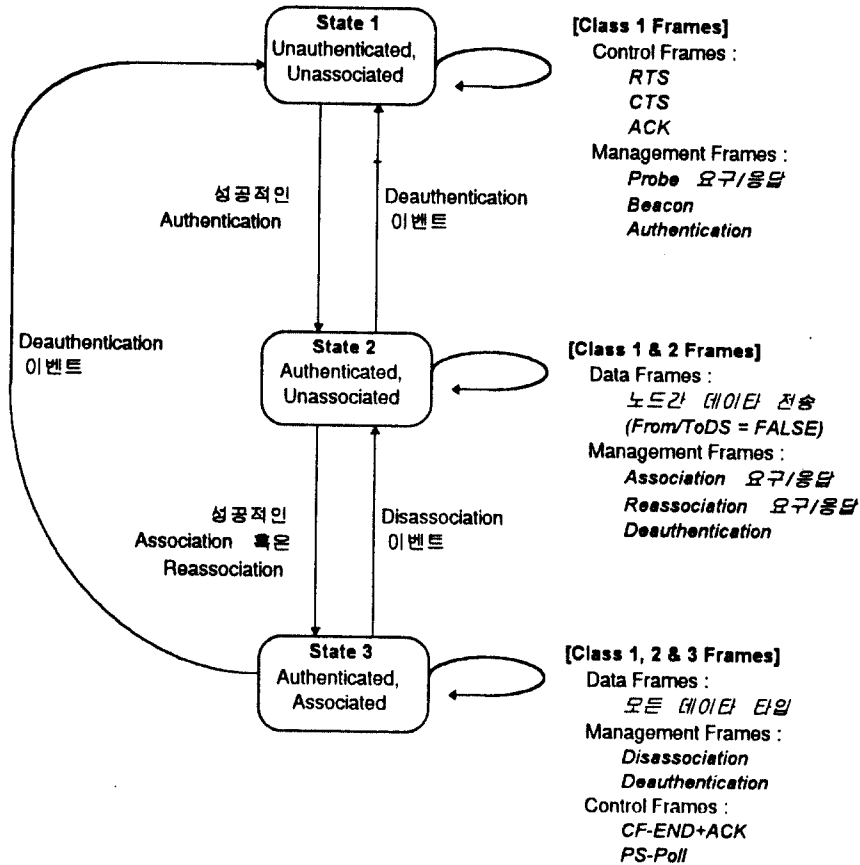 State 1
Unauthenticated,
Unassociated
[Class 1 Frames]
Control Frames :
RTS
CTS
ACK
Management Frames :
Probe 요구/응답
Beacon
Authentication
성공적인
Authentication
Deauthentication
이벤트
Deauthentication
이벤트
State 2
Authenticated,
Unassociated
[Class 1 & 2 Frames]
Data Frames :
노드간 데이타 전송
(From/ToDS = FALSE)
Management Frames :
Association 요구/응답
Reassociation 요구/응답
Deauthentication
성공적인
Association 혹은
Reassociation
Disassociation
이벤트
State 3
Authenticated,
Associated
[Class 1, 2 & 3 Frames]
Data Frames :
모든 데이타 타입
Management Frames :
Disassociation
Deauthentication
Control Frames :
CF-END+ACK
PS-Poll